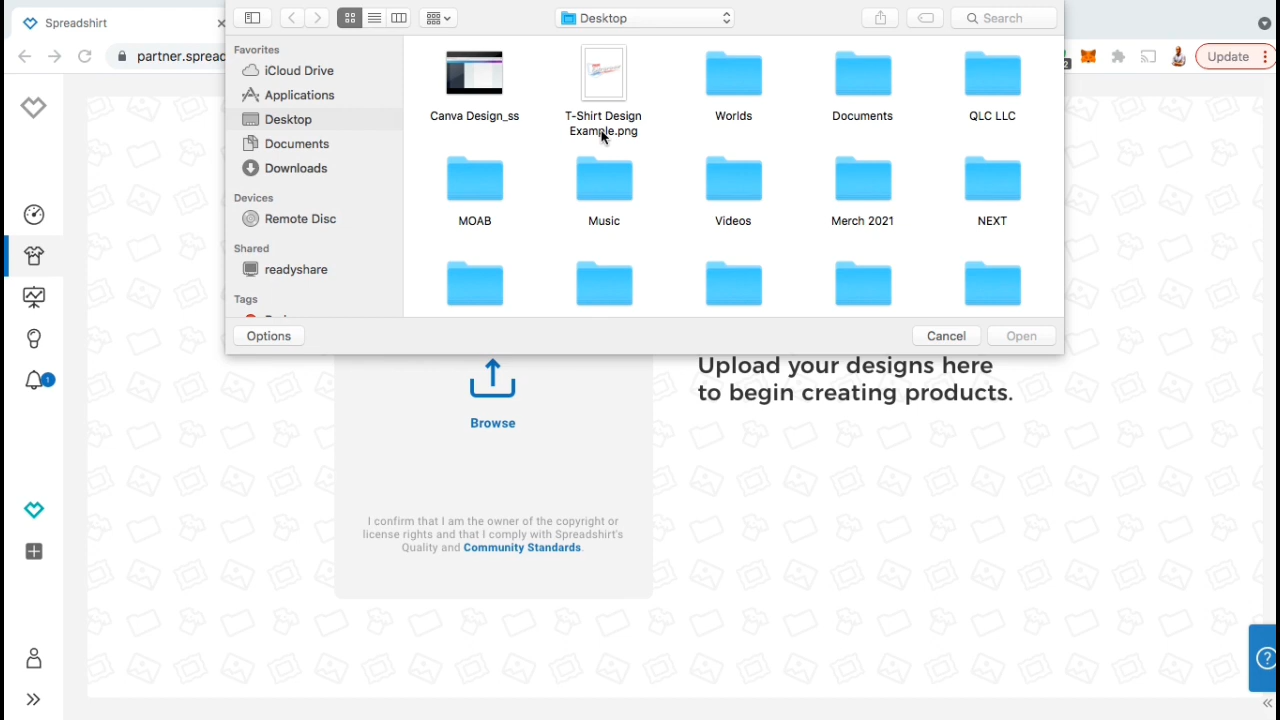 Spreadshirt
Desktop
Search
partner.spread
Update
2
Favorites
iCloud Drive
Applications
Desktop
Documents
Downloads
Devices
Remote Disc
Shared
readyshare
Tags
Canva Design_ss
T-Shirt Design
Example.png
Worlds
Documents
QLC LLC
MOAB
Music
Videos
Merch 2021
NEXT
Options
Cancel
Open
1
Upload your designs here
to begin creating products.
Browse
I confirm that I am the owner of the copyright or
license rights and that I comply with Spreadshirt's
Quality and Community Standards.